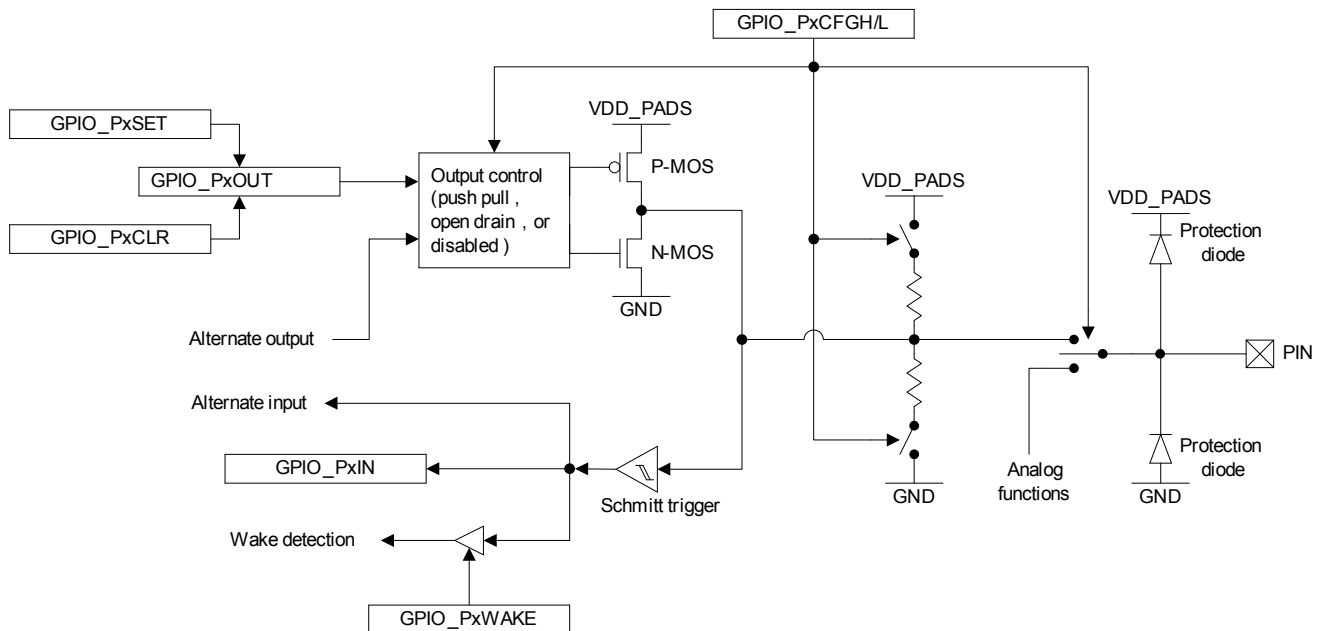 GPIO_PxCFGH/L
GPIO_PxSET
GPIO_PxOUT
GPIO_PxCLR
Output control
(push pull ,
open drain , or
disabled )
VDD_PADS
P-MOS
N-MOS
GND
Alternate output
Alternate input
GPIO_PxIN
Schmitt trigger
Wake detection
GPIO_PxWAKE
VDD_PADS
GND
Analog
functions
VDD_PADS
Protection
diode
PIN
Protection
diode
GND